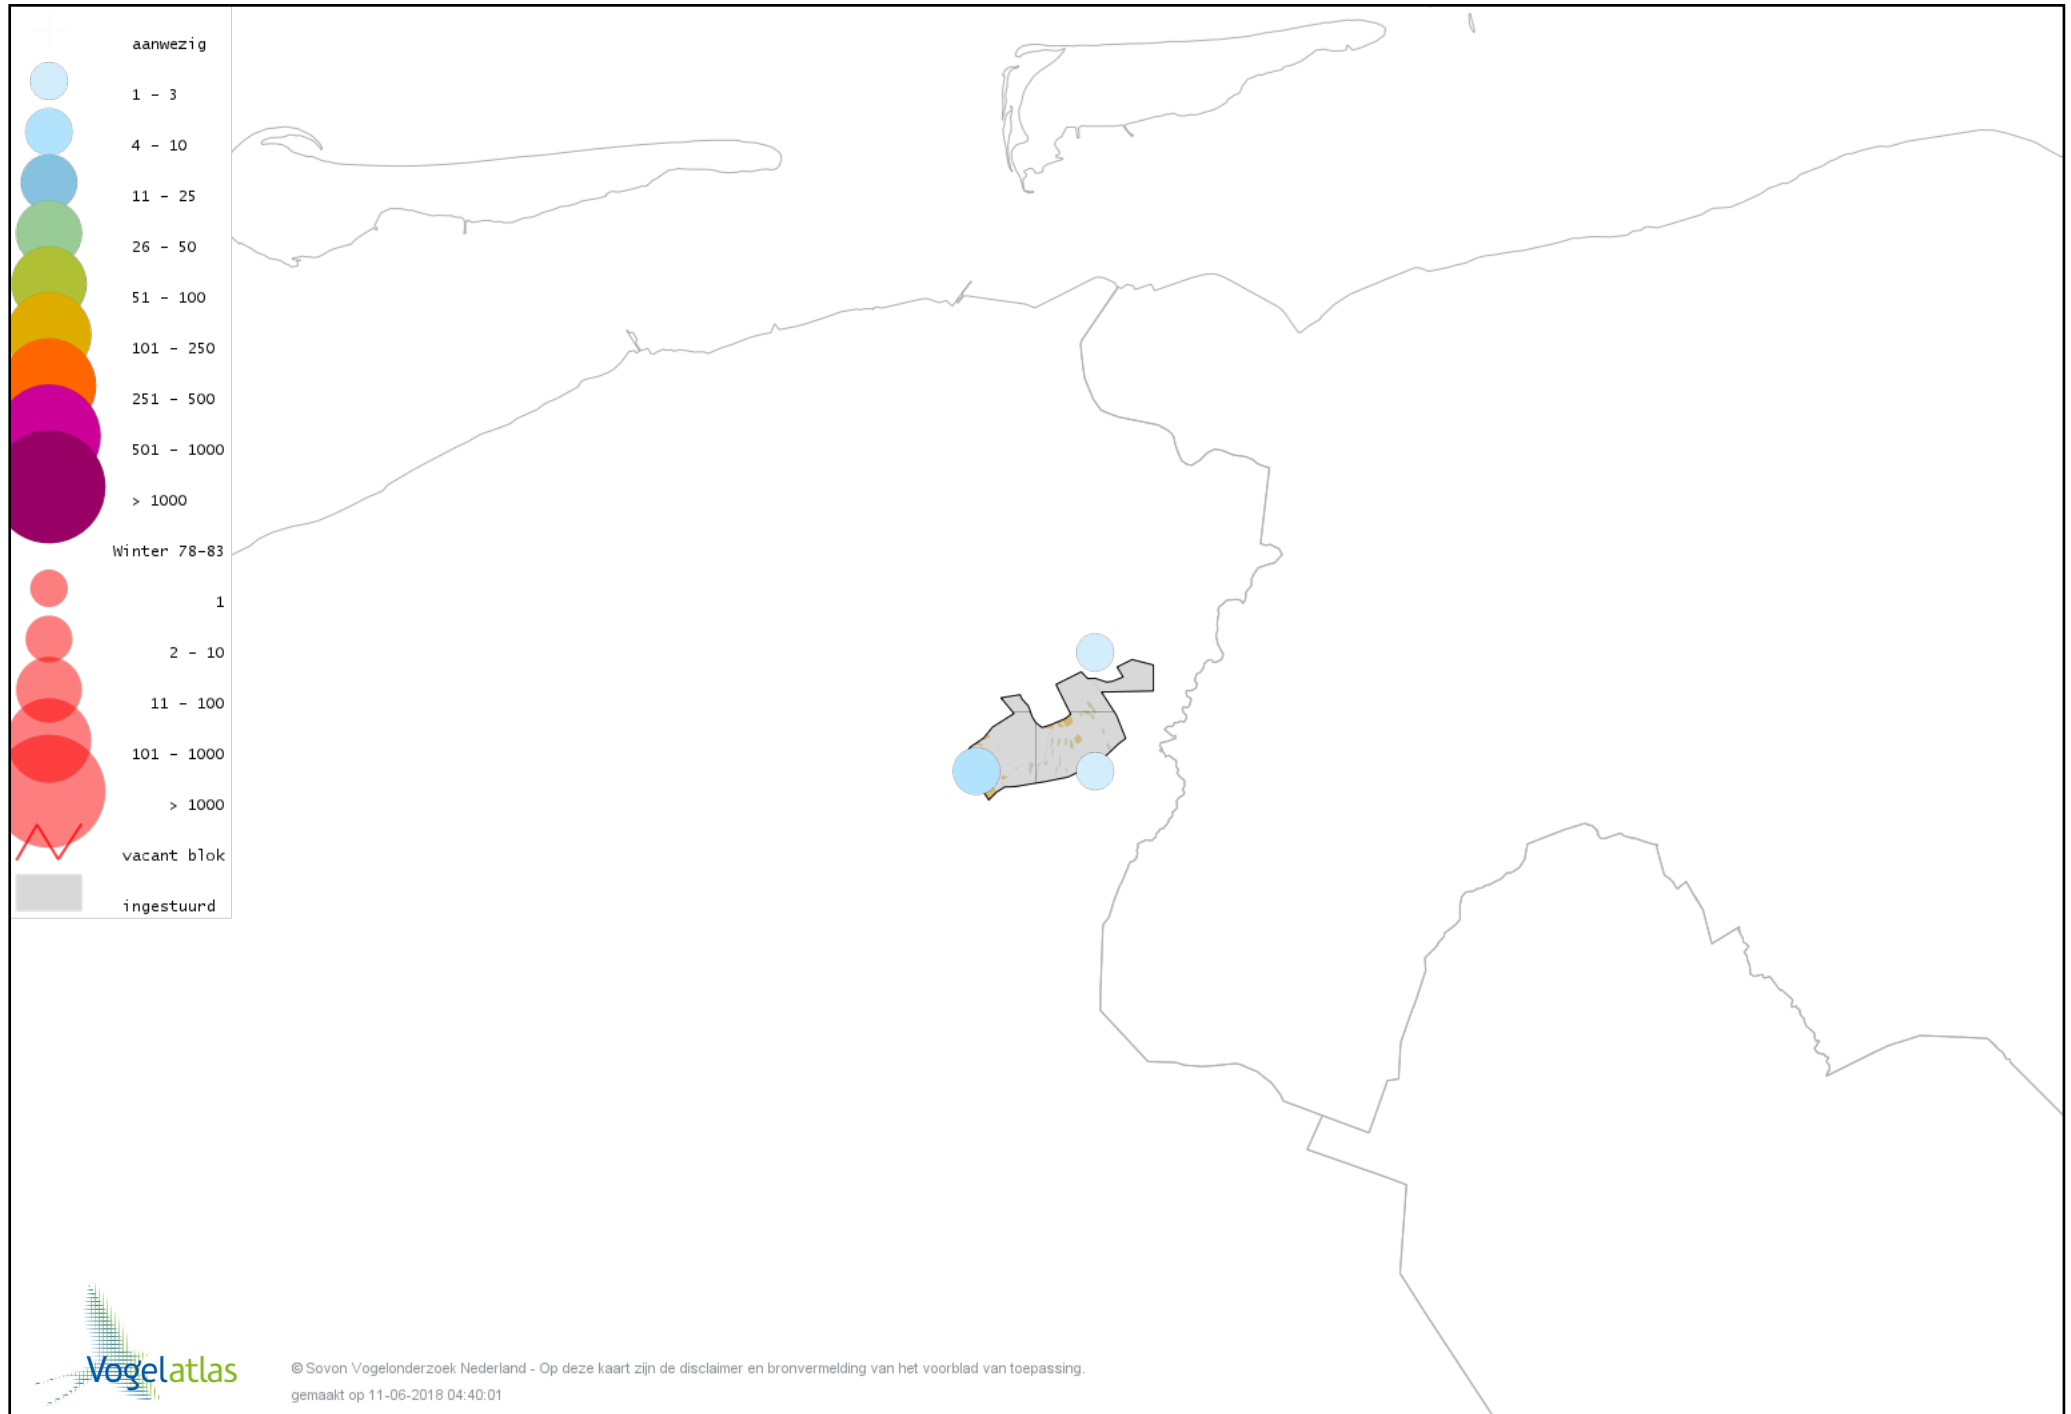 aanwezig
1 - 3
4 - 10
11 - 25
26 - 50
51 - 100
101 - 250
251 - 500
501 - 1000
> 1000
Winter 78-83
1
2 - 10
11 - 100
101 - 1000
> 1000
vacant blok
ingestuurd
Vogelatlas
© Sovon Vogelonderzoek Nederland - Op deze kaart zijn de disclaimer en bronvermelding van het voorblad van toepassing.
gemaakt op 11-06-2018 04:40:01